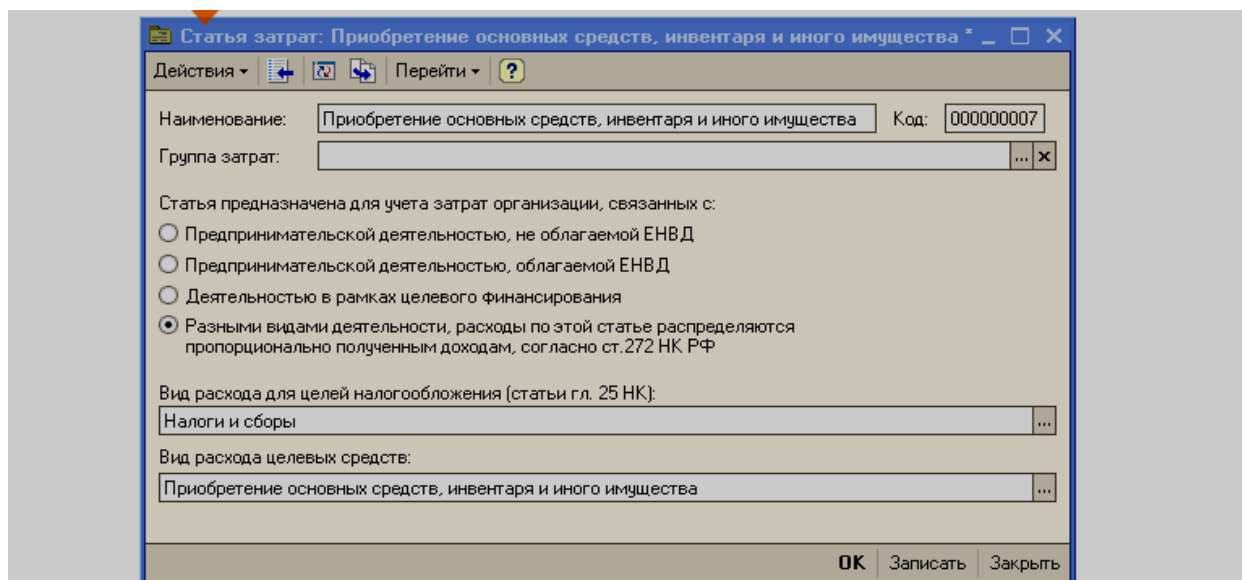 Статья затрат: Приобретение основных средств, инвентаря и иного имущества *
Действия Перейти ?
Наименование: Приобретение основных средств, инвентаря и иного имущества Код: 000000007
Группа затрат: ... x
Статья предназначена для учета затрат организации, связанных с:
Предпринимательской деятельностью, не облагаемой ЕНВД
Предпринимательской деятельностью, облагаемой ЕНВД
Деятельностью в рамках целевого финансирования
Разными видами деятельности, расходы по этой статье распределяются
пропорционально полученным доходам, согласно ст.272 НК РФ
Вид расхода для целей налогообложения (статьи гл. 25 НК):
Налоги и сборы ...
Вид расхода целевых средств:
Приобретение основных средств, инвентаря и иного имущества ...
OK Записать Закрыть